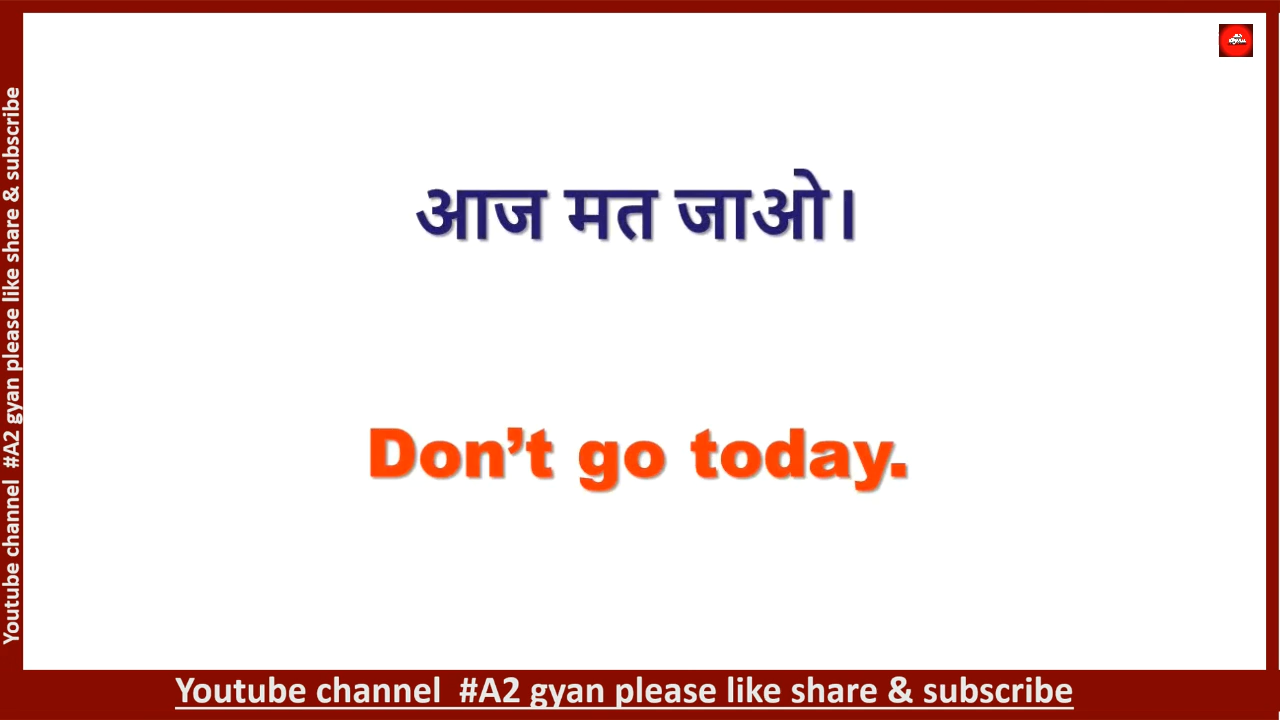 आज मत जाओ।
Don’t go today.
Youtube channel #A2 gyan please like share & subscribe
Youtube channel #A2 gyan please like share & subscribe